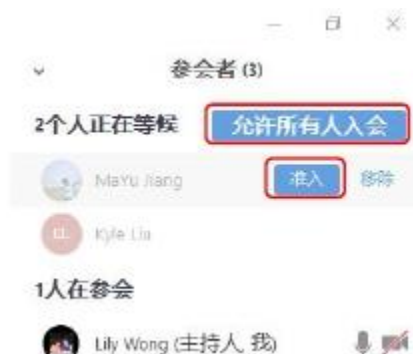 参会者 (3)
2个人正在等候 允许所有人入会
MaYu Jiang 准入 移除
Kyle Lin
1人在参会
Lily Wong (主持人, 我)